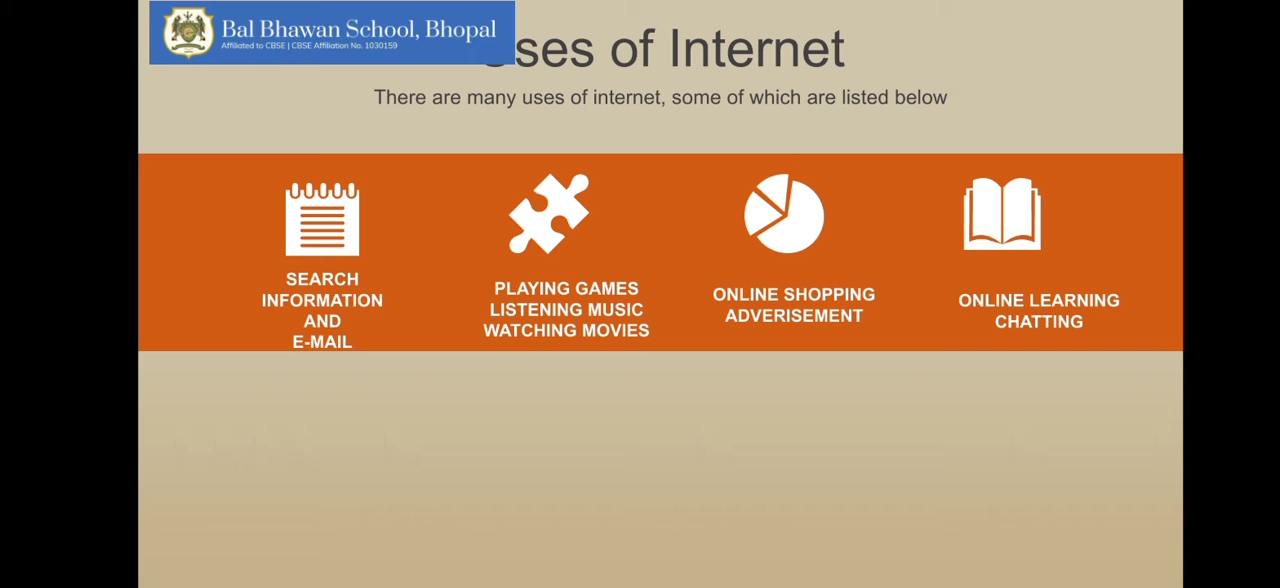 Bal Bhawan School, Bhopal
Affiliated to CBSE | CBSE Affiliation No. 1030159
Uses of Internet
There are many uses of internet, some of which are listed below
SEARCH
INFORMATION
AND
E-MAIL
PLAYING GAMES
LISTENING MUSIC
WATCHING MOVIES
ONLINE SHOPPING
ADVERISEMENT
ONLINE LEARNING
CHATTING